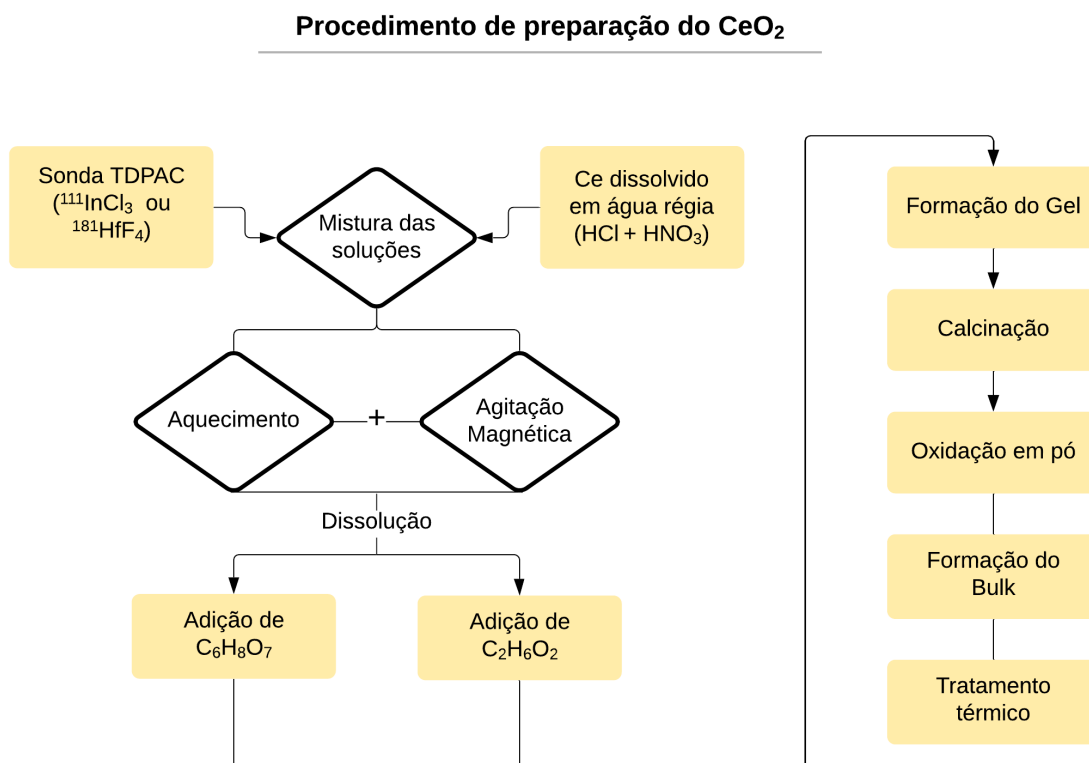 Procedimento de preparação do CeO₂
Sonda TDPAC
(¹¹¹InCl₃ ou
¹⁸¹HfF₄)
Mistura das
soluções
Ce dissolvido
em água régia
(HCl + HNO₃)
Aquecimento
+
Agitação
Magnética
Dissolução
Adição de
C₆H₈O₇
Adição de
C₂H₆O₂
Formação do Gel
Calcinação
Oxidação em pó
Formação do
Bulk
Tratamento
térmico